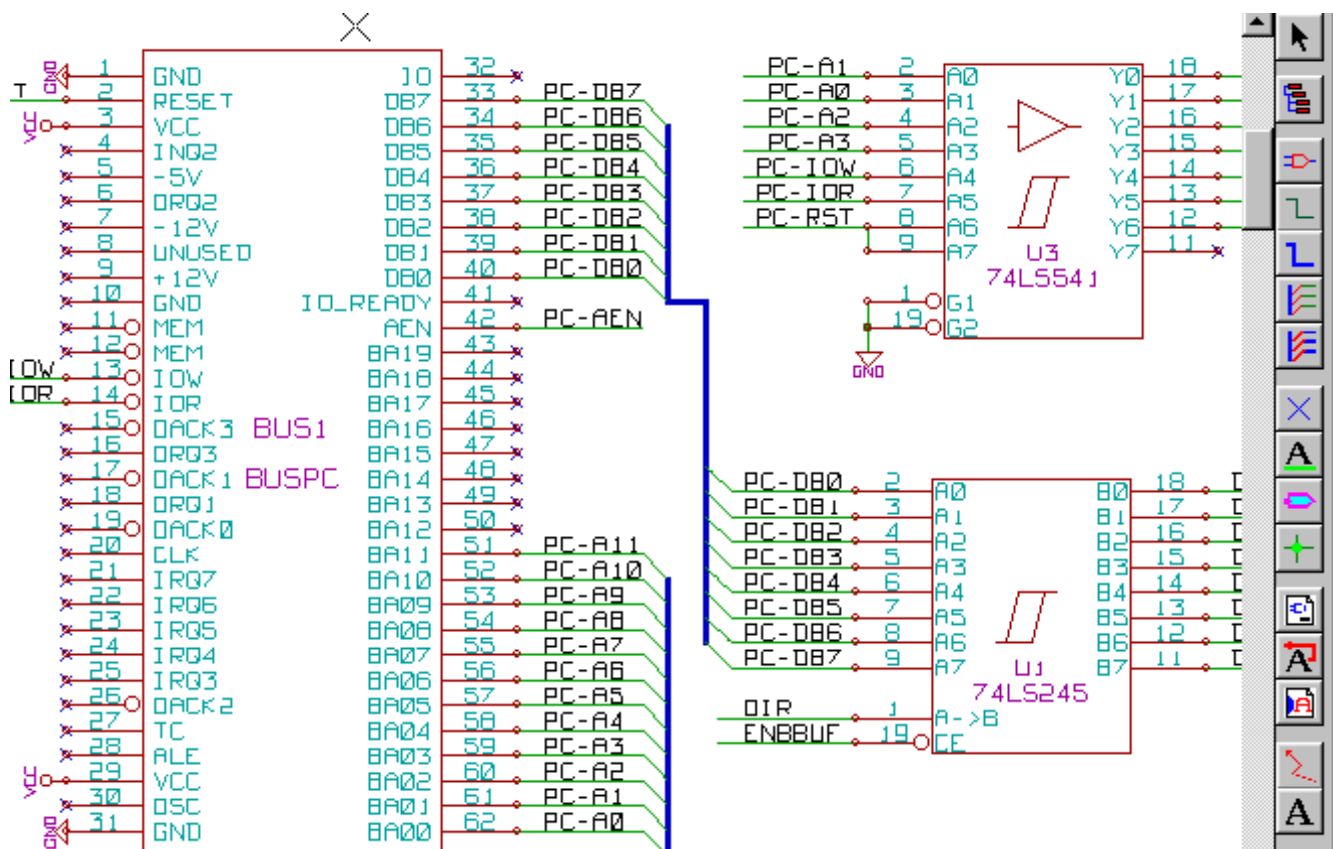 GND 1 GND IO 32
T 2 RESET DB7 33 PC-DB7
VCC 3 VCC DB6 34 PC-DB6
4 INQ2 DB5 35 PC-DB5
5 -5V DB4 36 PC-DB4
6 DRQ2 DB3 37 PC-DB3
7 -12V DB2 38 PC-DB2
8 UNUSED DB1 39 PC-DB1
9 +12V DB0 40 PC-DB0
10 GND IO_READY 41
11 MEM AEN 42 PC-AEN
12 MEM BA19 43
IOW 13 IOW BA18 44
IOR 14 IOR BA17 45
15 DACK3 BUS1 BA16 46
16 DRQ3 BA15 47
17 DACK1 BUSPC BA14 48
18 DRQ1 BA13 49
19 DACK0 BA12 50
20 CLK BA11 51 PC-A11
21 IRQ7 BA10 52 PC-A10
22 IRQ6 BA09 53 PC-A9
23 IRQ5 BA08 54 PC-A8
24 IRQ4 BA07 55 PC-A7
25 IRQ3 BA06 56 PC-A6
26 DACK2 BA05 57 PC-A5
27 TC BA04 58 PC-A4
28 ALE BA03 59 PC-A3
VCC 29 VCC BA02 60 PC-A2
30 OSC BA01 61 PC-A1
GND 31 GND BA00 62 PC-A0
PC-A1 2 A0 Y0 18
PC-A0 3 A1 Y1 17
PC-A2 4 A2 Y2 16
PC-A3 5 A3 Y3 15
PC-IOW 6 A4 Y4 14
PC-IOR 7 A5 Y5 13
PC-RST 8 A6 Y6 12
9 A7 Y7 11
U3
74LS541
1 G1
19 G2
GND
PC-DB0 2 A0 B0 18 D
PC-DB1 3 A1 B1 17 D
PC-DB2 4 A2 B2 16 D
PC-DB3 5 A3 B3 15 D
PC-DB4 6 A4 B4 14 D
PC-DB5 7 A5 B5 13 D
PC-DB6 8 A6 B6 12 D
PC-DB7 9 A7 B7 11 D
U1
74LS245
DIR 1 A->B
ENBBUF 19 CE
A
A
A
A